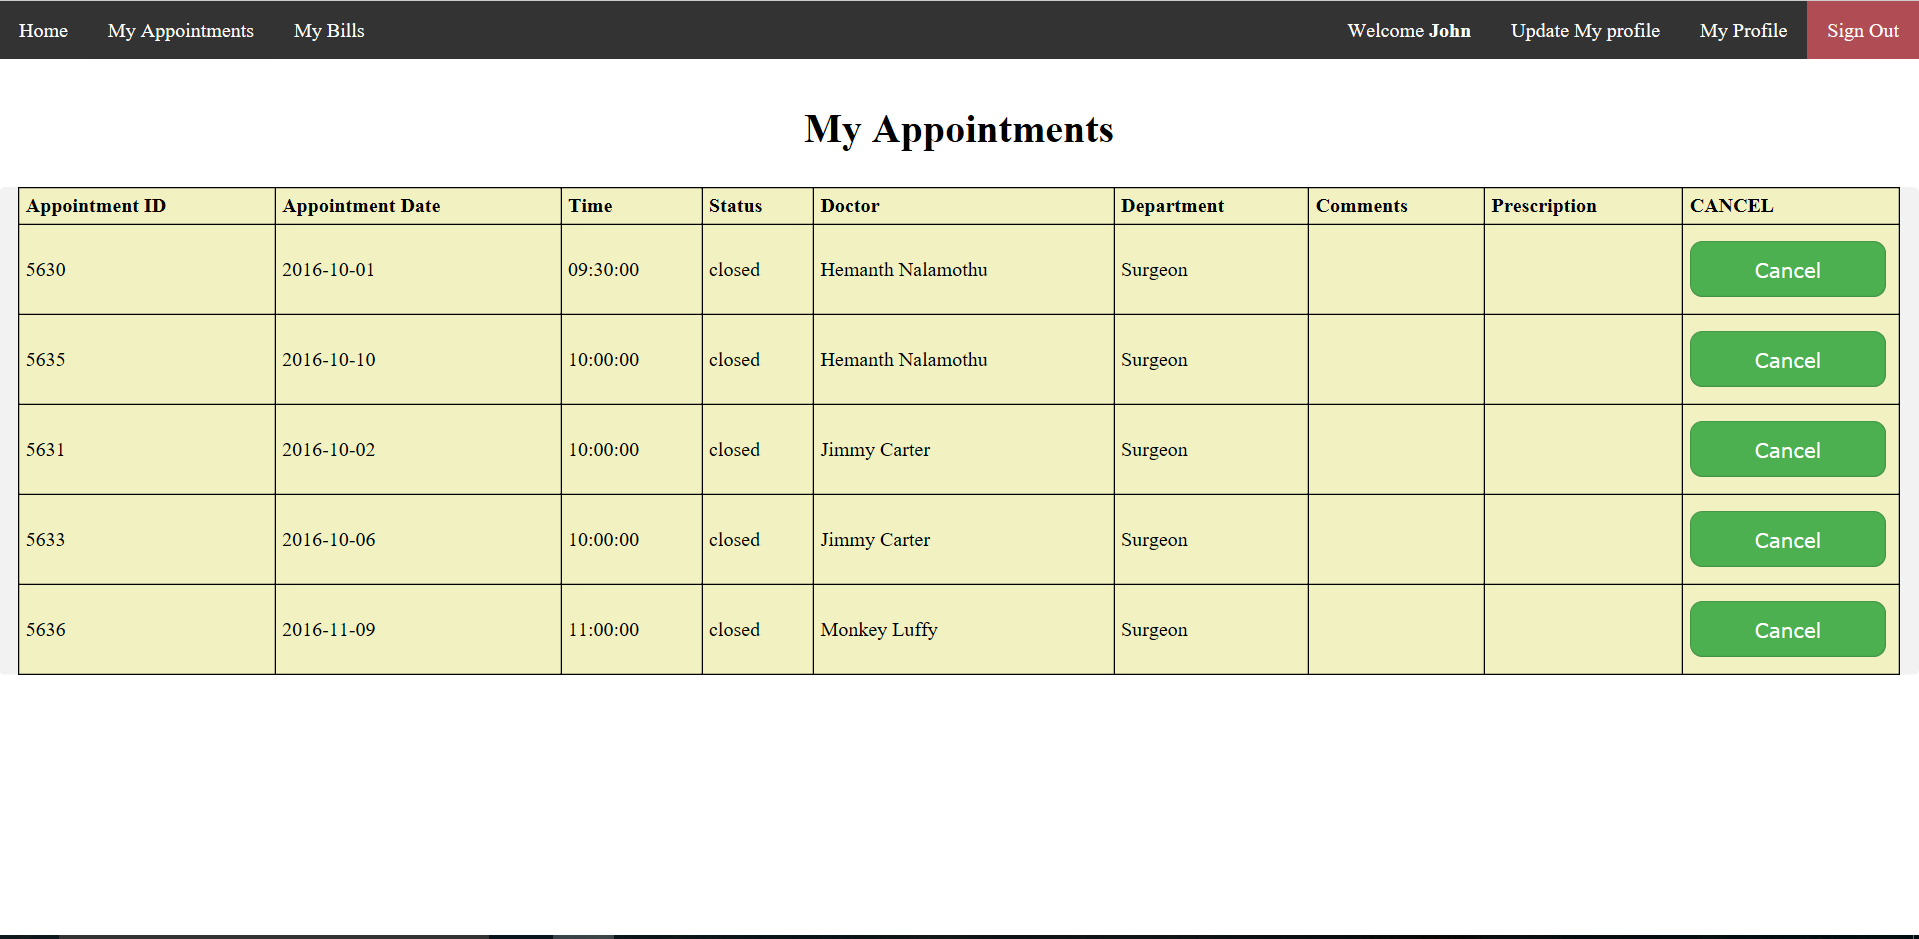 Home My Appointments My Bills Welcome John Update My profile My Profile Sign Out
My Appointments
Appointment ID Appointment Date Time Status Doctor Department Comments Prescription CANCEL
5630 2016-10-01 09:30:00 closed Hemanth Nalamothu Surgeon Cancel
5635 2016-10-10 10:00:00 closed Hemanth Nalamothu Surgeon Cancel
5631 2016-10-02 10:00:00 closed Jimmy Carter Surgeon Cancel
5633 2016-10-06 10:00:00 closed Jimmy Carter Surgeon Cancel
5636 2016-11-09 11:00:00 closed Monkey Luffy Surgeon Cancel